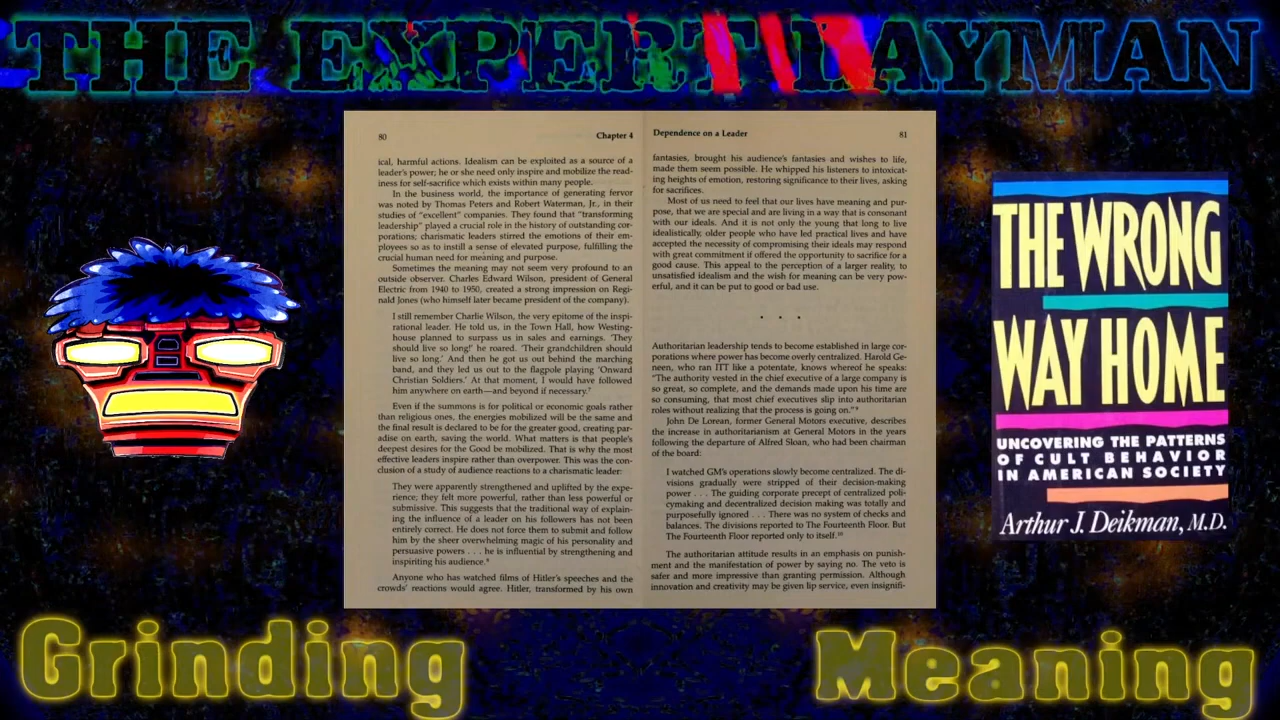 THE EXPERT LAYMAN
80 Chapter 4
ical, harmful actions. Idealism can be exploited as a source of a
leader's power; he or she need only inspire and mobilize the read-
iness for self-sacrifice which exists within many people.
In the business world, the importance of generating fervor
was noted by Thomas Peters and Robert Waterman, Jr., in their
studies of "excellent" companies. They found that "transforming
leadership" played a crucial role in the history of outstanding cor-
porations; charismatic leaders stirred the emotions of their em-
ployees so as to instill a sense of elevated purpose, fulfilling the
crucial human need for meaning and purpose.
Sometimes the meaning may not seem very profound to an
outside observer. Charles Edward Wilson, president of General
Electric from 1940 to 1950, created a strong impression on Regi-
nald Jones (who himself later became president of the company).
I still remember Charlie Wilson, the very epitome of the inspi-
rational leader. He told us, in the Town Hall, how Westing-
house planned to surpass us in sales and earnings. 'They
should live so long!' he roared. 'Their grandchildren should
live so long.' And then he got us out behind the marching
band, and they led us out to the flagpole playing 'Onward
Christian Soldiers.' At that moment, I would have followed
him anywhere on earth—and beyond if necessary.⁷
Even if the summons is for political or economic goals rather
than religious ones, the energies mobilized will be the same and
the final result is declared to be for the greater good, creating par-
adise on earth, saving the world. What matters is that people's
deepest desires for the Good be mobilized. That is why the most
effective leaders inspire rather than overpower. This was the con-
clusion of a study of audience reactions to a charismatic leader:
They were apparently strengthened and uplifted by the expe-
rience; they felt more powerful, rather than less powerful or
submissive. This suggests that the traditional way of explain-
ing the influence of a leader on his followers has not been
entirely correct. He does not force them to submit and follow
him by the sheer overwhelming magic of his personality and
persuasive powers . . . he is influential by strengthening and
inspiriting his audience.⁸
Anyone who has watched films of Hitler's speeches and the
crowds' reactions would agree. Hitler, transformed by his own
Dependence on a Leader 81
fantasies, brought his audience's fantasies and wishes to life,
made them seem possible. He whipped his listeners to intoxicat-
ing heights of emotion, restoring significance to their lives, asking
for sacrifices.
Most of us need to feel that our lives have meaning and pur-
pose, that we are special and are living in a way that is consonant
with our ideals. And it is not only the young that long to live
idealistically, older people who have led practical lives and have
accepted the necessity of compromising their ideals may respond
with great commitment if offered the opportunity to sacrifice for a
good cause. This appeal to the perception of a larger reality, to
unsatisfied idealism and the wish for meaning can be very pow-
erful, and it can be put to good or bad use.
. . .
Authoritarian leadership tends to become established in large cor-
porations where power has become overly centralized. Harold Ge-
neen, who ran ITT like a potentate, knows whereof he speaks:
"The authority vested in the chief executive of a large company is
so great, so complete, and the demands made upon his time are
so consuming, that most chief executives slip into authoritarian
roles without realizing that the process is going on."⁹
John De Lorean, former General Motors executive, describes
the increase in authoritarianism at General Motors in the years
following the departure of Alfred Sloan, who had been chairman
of the board:
I watched GM's operations slowly become centralized. The di-
visions gradually were stripped of their decision-making
power . . . The guiding corporate precept of centralized poli-
cymaking and decentralized decision making was totally and
purposefully ignored . . . There was no system of checks and
balances. The divisions reported to The Fourteenth Floor. But
The Fourteenth Floor reported only to itself.¹⁰
The authoritarian attitude results in an emphasis on punish-
ment and the manifestation of power by saying no. The veto is
safer and more impressive than granting permission. Although
innovation and creativity may be given lip service, even insignifi-
THE WRONG
WAY HOME
UNCOVERING THE PATTERNS
OF CULT BEHAVIOR
IN AMERICAN SOCIETY
Arthur J. Deikman, M.D.
Grinding Meaning